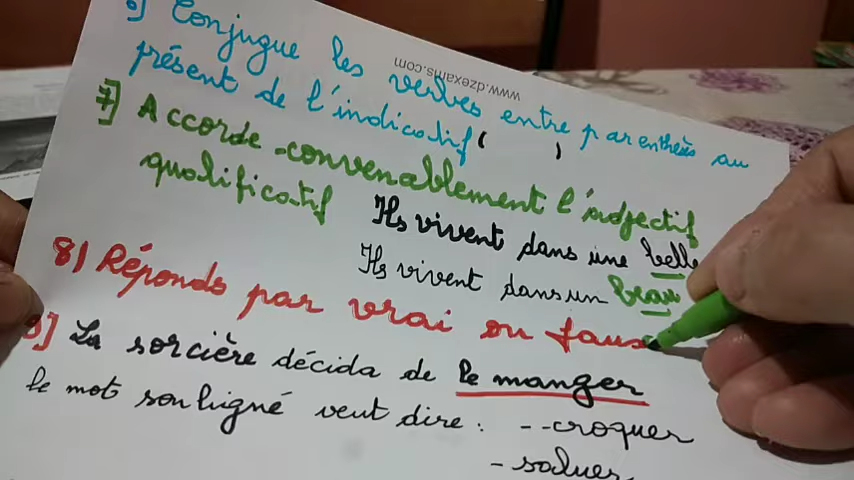 6] Conjugue les verbes entre parenthèses au
présent de l'indicatif ( )
www.dzexams.com
7] Accorde convenablement l'adjectif
qualificatif
Ils vivent dans une belle
Ils vivent dans un beau
8) Réponds par vrai ou faux
9] La sorcière décida de le manger
le mot souligné veut dire : -- croquer
- saluer